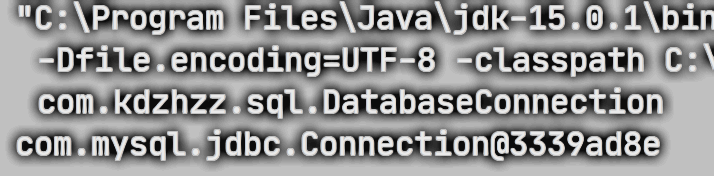 "C:\Program Files\Java\jdk-15.0.1\bin
-Dfile.encoding=UTF-8 -classpath C:\
com.kdzhzz.sql.DatabaseConnection
com.mysql.jdbc.Connection@3339ad8e